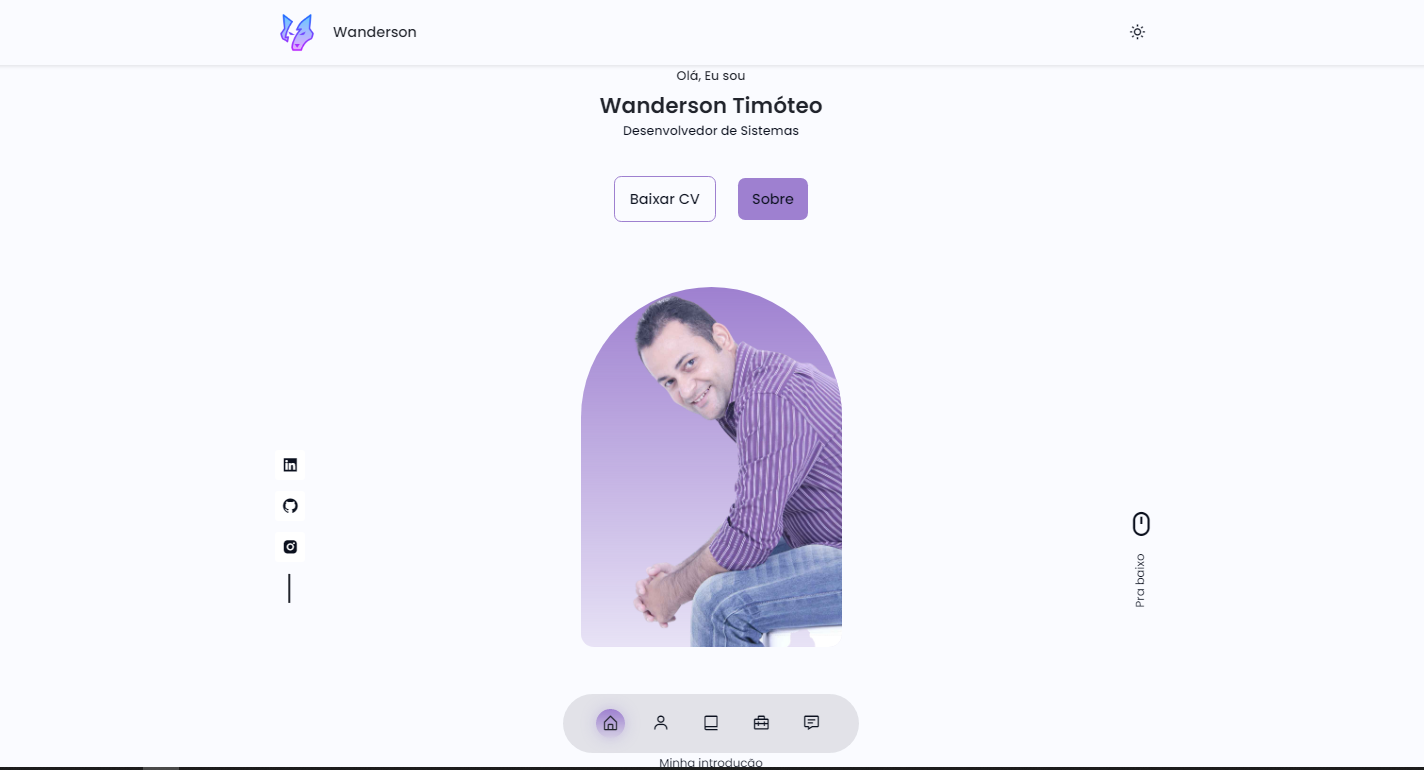 Wanderson
Olá, Eu sou
Wanderson Timóteo
Desenvolvedor de Sistemas
Baixar CV
Sobre
Pra baixo
Minha introdução